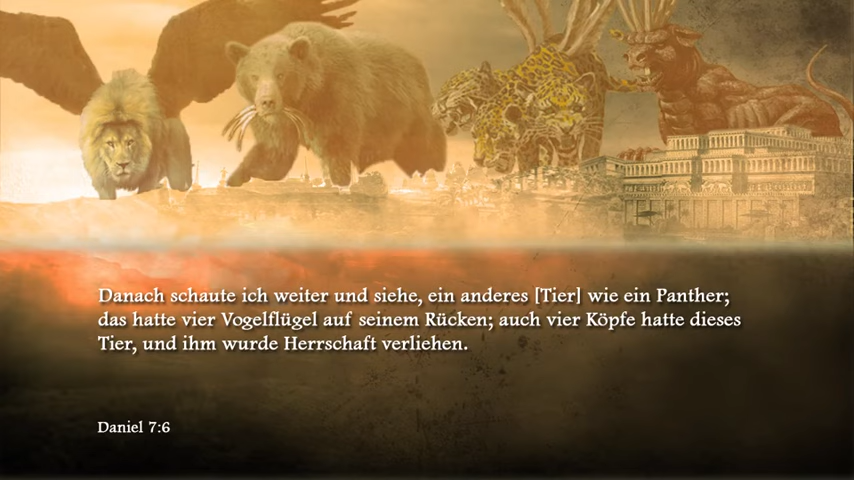 Danach schaute ich weiter und siehe, ein anderes [Tier] wie ein Panther;
das hatte vier Vogelflügel auf seinem Rücken; auch vier Köpfe hatte dieses
Tier, und ihm wurde Herrschaft verliehen.
Daniel 7:6